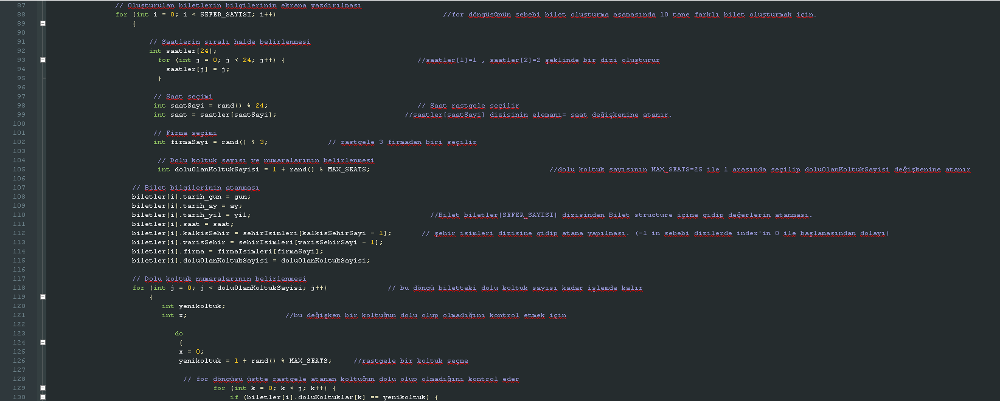 87 // Oluşturulan biletlerin bilgilerinin ekrana yazdırılması
88 for (int i = 0; i < SEFER_SAYISI; i++) //for döngüsünün sebebi bilet oluşturma aşamasında 10 tane farklı bilet oluşturmak için.
89 {
90
91 // Saatlerin sıralı halde belirlenmesi
92 int saatler[24];
93 for (int j = 0; j < 24; j++) { //saatler[1]=1 , saatler[2]=2 şeklinde bir dizi oluşturur
94 saatler[j] = j;
95 }
96
97 // Saat seçimi
98 int saatSayi = rand() % 24; // Saat rastgele seçilir
99 int saat = saatler[saatSayi]; //saatler[saatSayi] dizisinin elemanı= saat değişkenine atanır.
100
101 // Firma seçimi
102 int firmaSayi = rand() % 3; // rastgele 3 firmadan biri seçilir
103
104 // Dolu koltuk sayısı ve numaralarının belirlenmesi
105 int doluOlanKoltukSayisi = 1 + rand() % MAX_SEATS; //dolu koltuk sayısının MAX_SEATS=25 ile 1 arasında seçilip doluOlanKoltukSayisi değişkenine atanır
106
107 // Bilet bilgilerinin atanması
108 biletler[i].tarih_gun = gun;
109 biletler[i].tarih_ay = ay;
110 biletler[i].tarih_yil = yil; //Bilet biletler[SEFER_SAYISI] dizisinden Bilet structure içine gidip değerlerin atanması.
111 biletler[i].saat = saat;
112 biletler[i].kalkisSehir = sehirIsimleri[kalkisSehirSayi - 1]; // şehir isimleri dizisine gidip atama yapılması. (-1 in sebebi dizilerde index'in 0 ile başlamasından dolayı)
113 biletler[i].varisSehir = sehirIsimleri[varisSehirSayi - 1];
114 biletler[i].firma = firmaIsimleri[firmaSayi];
115 biletler[i].doluOlanKoltukSayisi = doluOlanKoltukSayisi;
116
117 // Dolu koltuk numaralarının belirlenmesi
118 for (int j = 0; j < doluOlanKoltukSayisi; j++) // bu döngü biletteki dolu koltuk sayısı kadar işlemde kalır
119 {
120 int yenikoltuk;
121 int x; //bu değişken bir koltuğun dolu olup olmadığını kontrol etmek için
122
123 do
124 {
125 x = 0;
126 yenikoltuk = 1 + rand() % MAX_SEATS; //rastgele bir koltuk seçme
127
128 // for döngüsü üstte rastgele atanan koltuğun dolu olup olmadığını kontrol eder
129 for (int k = 0; k < j; k++) {
130 if (biletler[i].doluKoltuklar[k] == yenikoltuk) {